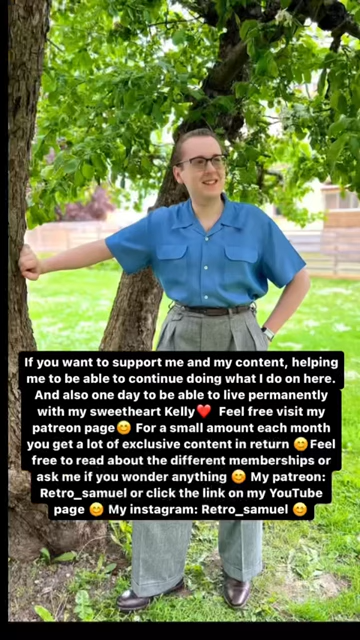 If you want to support me and my content, helping
me to be able to continue doing what I do on here.
And also one day to be able to live permanently
with my sweetheart Kelly❤️ Feel free visit my
patreon page😊 For a small amount each month
you get a lot of exclusive content in return 😊Feel
free to read about the different memberships or
ask me if you wonder anything 😊 My patreon:
Retro_samuel or click the link on my YouTube
page 😊 My instagram: Retro_samuel 😊